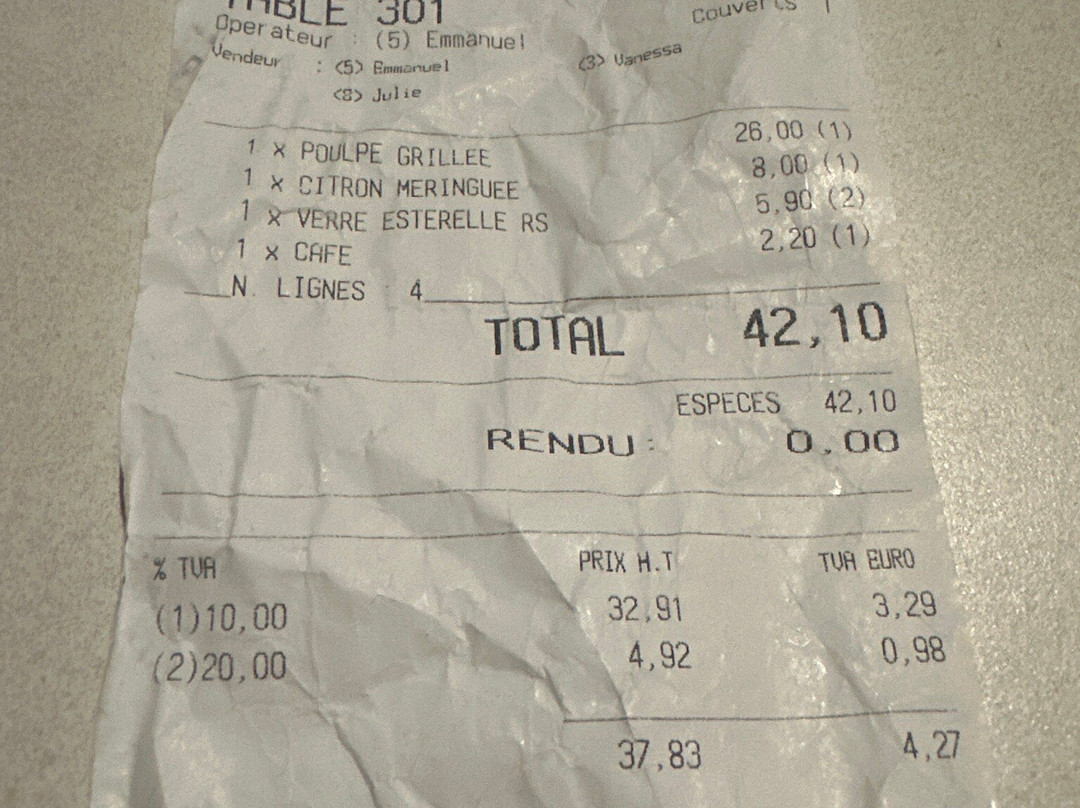 TABLE 301 Couverts 1
Operateur : (5) Emmanuel
Vendeur : (5) Emmanuel (3) Vanessa
(8) Julie
1 x POULPE GRILLEE 26,00 (1)
1 x CITRON MERINGUEE 8,00 (1)
1 x VERRE ESTERELLE RS 5,90 (2)
1 x CAFE 2,20 (1)
N. LIGNES : 4
TOTAL 42,10
ESPECES 42,10
RENDU : 0,00
% TVA PRIX H.T TVA EURO
(1)10,00 32,91 3,29
(2)20,00 4,92 0,98
37,83 4,27